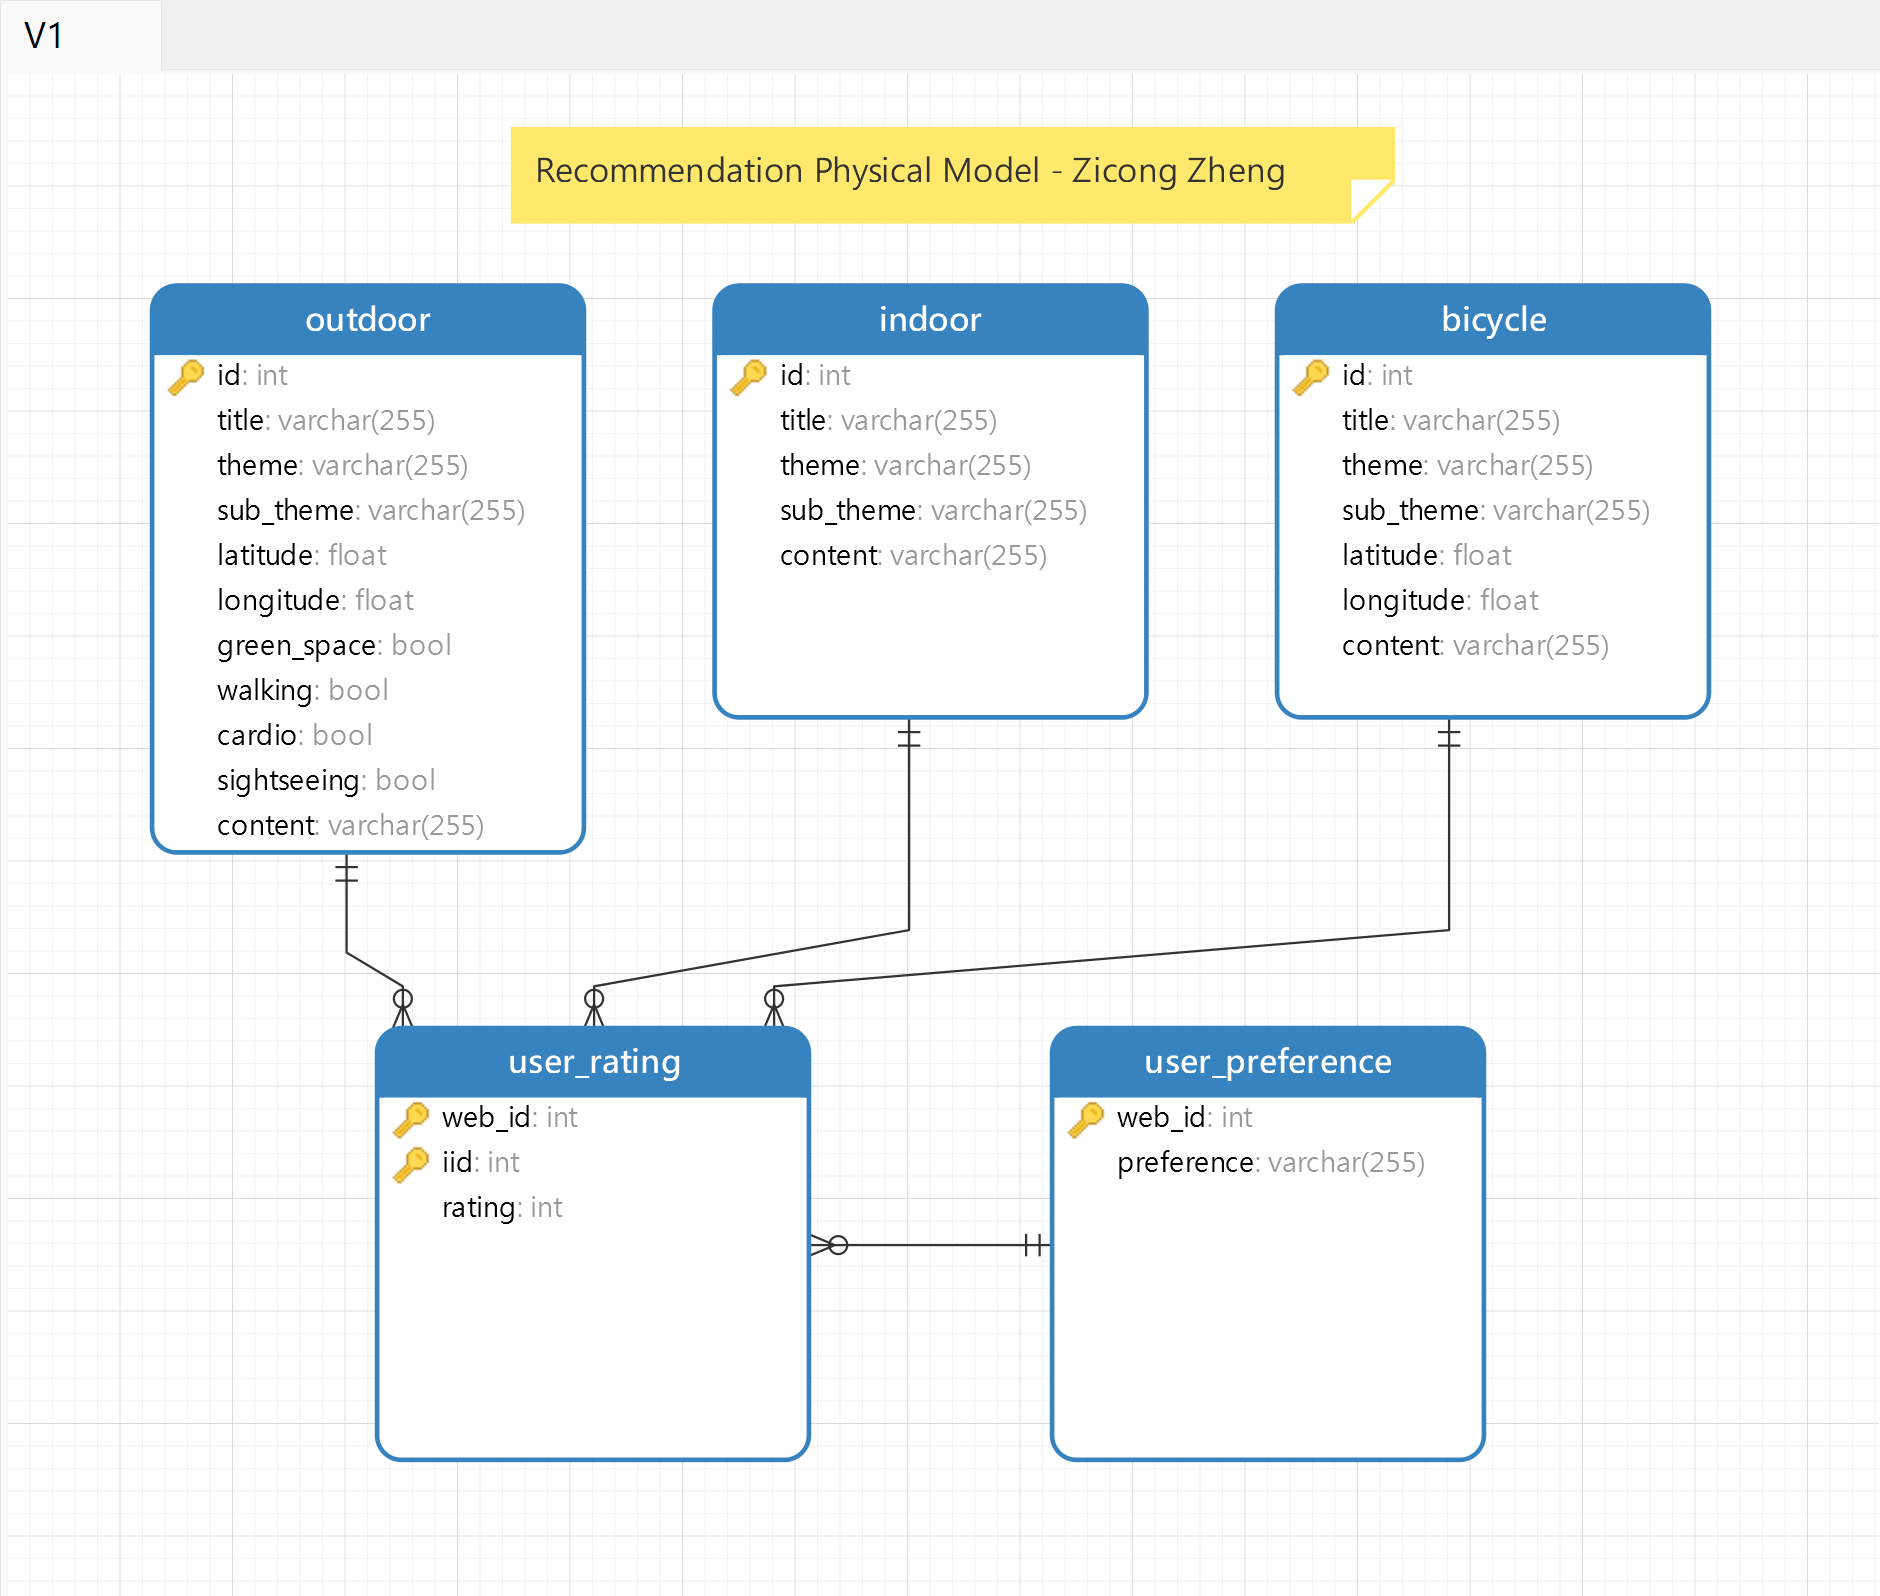 V1
Recommendation Physical Model - Zicong Zheng
outdoor
id: int
title: varchar(255)
theme: varchar(255)
sub_theme: varchar(255)
latitude: float
longitude: float
green_space: bool
walking: bool
cardio: bool
sightseeing: bool
content: varchar(255)
indoor
id: int
title: varchar(255)
theme: varchar(255)
sub_theme: varchar(255)
content: varchar(255)
bicycle
id: int
title: varchar(255)
theme: varchar(255)
sub_theme: varchar(255)
latitude: float
longitude: float
content: varchar(255)
user_rating
web_id: int
iid: int
rating: int
user_preference
web_id: int
preference: varchar(255)